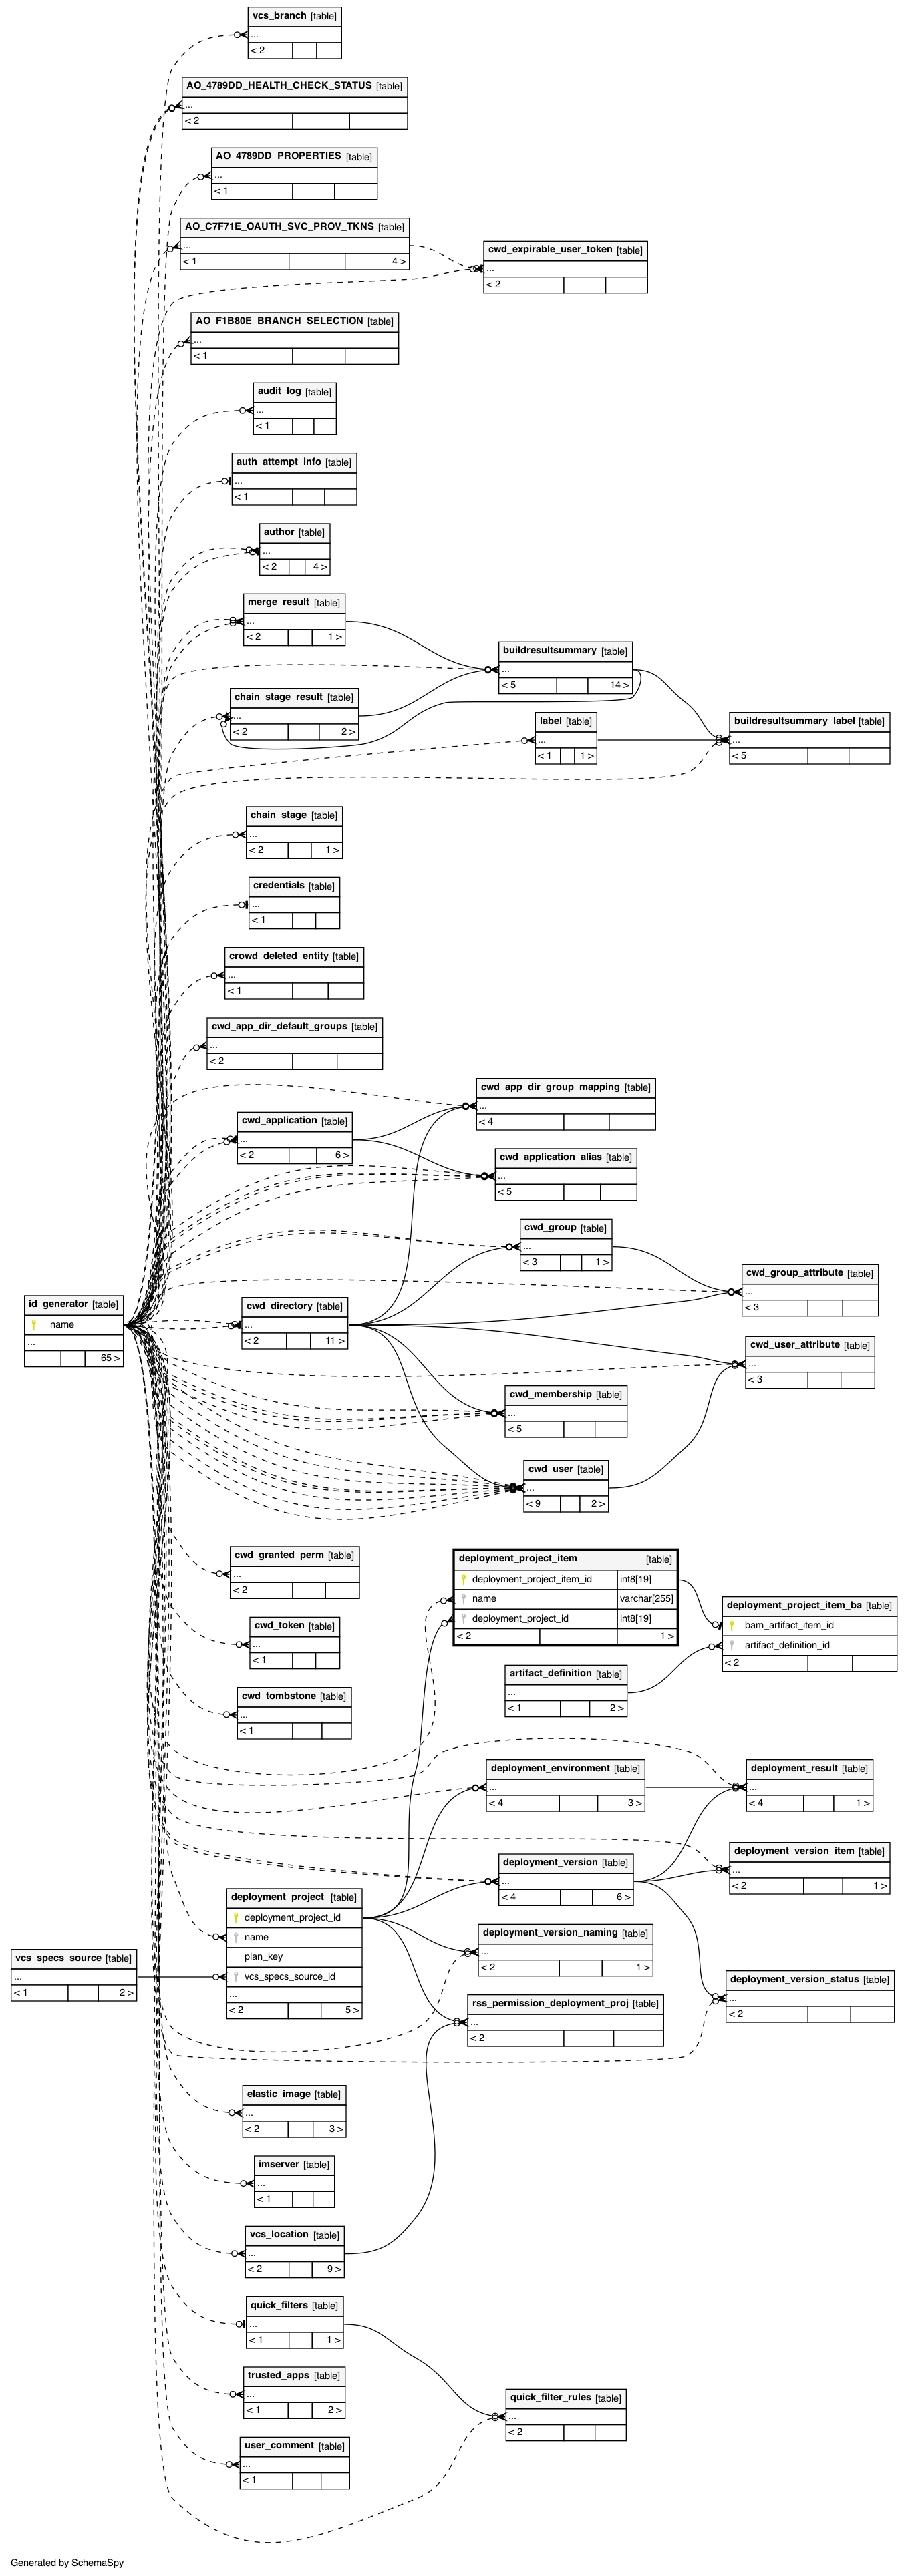 vcs_branch [table]
...
< 2
AO_4789DD_HEALTH_CHECK_STATUS [table]
...
< 2
AO_4789DD_PROPERTIES [table]
...
< 1
AO_C7F71E_OAUTH_SVC_PROV_TKNS [table]
...
< 1 4 >
cwd_expirable_user_token [table]
...
< 2
AO_F1B80E_BRANCH_SELECTION [table]
...
< 1
audit_log [table]
...
< 1
auth_attempt_info [table]
...
< 1
author [table]
...
< 2 4 >
merge_result [table]
...
< 2 1 >
buildresultsummary [table]
...
< 5 14 >
chain_stage_result [table]
...
< 2 2 >
label [table]
...
< 1 1 >
buildresultsummary_label [table]
...
< 5
chain_stage [table]
...
< 2 1 >
credentials [table]
...
< 1
crowd_deleted_entity [table]
...
< 1
cwd_app_dir_default_groups [table]
...
< 2
cwd_app_dir_group_mapping [table]
...
< 4
cwd_application [table]
...
< 2 6 >
cwd_application_alias [table]
...
< 5
cwd_group [table]
...
< 3 1 >
cwd_group_attribute [table]
...
< 3
id_generator [table]
name
...
65 >
cwd_directory [table]
...
< 2 11 >
cwd_user_attribute [table]
...
< 3
cwd_membership [table]
...
< 5
cwd_user [table]
...
< 9 2 >
cwd_granted_perm [table]
...
< 2
deployment_project_item [table]
deployment_project_item_id int8[19]
name varchar[255]
deployment_project_id int8[19]
< 2 1 >
deployment_project_item_ba [table]
bam_artifact_item_id
artifact_definition_id
< 2
cwd_token [table]
...
< 1
artifact_definition [table]
...
< 1 2 >
cwd_tombstone [table]
...
< 1
deployment_environment [table]
...
< 4 3 >
deployment_result [table]
...
< 4 1 >
deployment_version_item [table]
...
< 2 1 >
deployment_version [table]
...
< 4 6 >
deployment_project [table]
deployment_project_id
name
plan_key
vcs_specs_source_id
...
< 2 5 >
deployment_version_naming [table]
...
< 2 1 >
vcs_specs_source [table]
...
< 1 2 >
deployment_version_status [table]
...
< 2
rss_permission_deployment_proj [table]
...
< 2
elastic_image [table]
...
< 2 3 >
imserver [table]
...
< 1
vcs_location [table]
...
< 2 9 >
quick_filters [table]
...
< 1 1 >
trusted_apps [table]
...
< 1 2 >
quick_filter_rules [table]
...
< 2
user_comment [table]
...
< 1
Generated by SchemaSpy